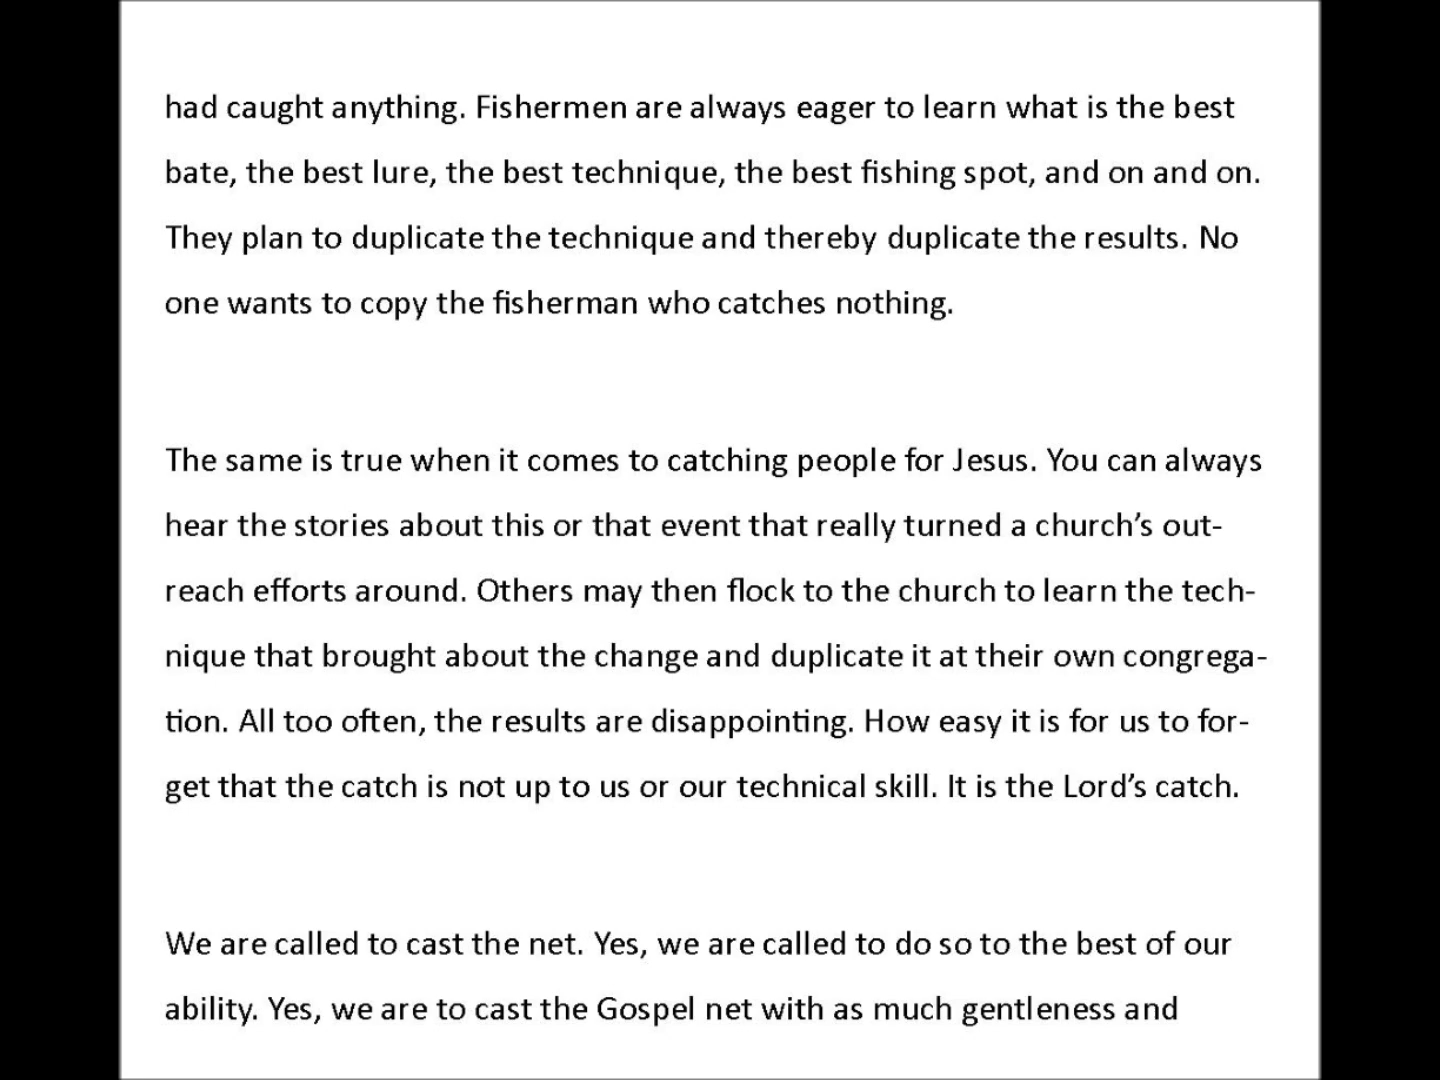 had caught anything. Fishermen are always eager to learn what is the best
bate, the best lure, the best technique, the best fishing spot, and on and on.
They plan to duplicate the technique and thereby duplicate the results. No
one wants to copy the fisherman who catches nothing.
The same is true when it comes to catching people for Jesus. You can always
hear the stories about this or that event that really turned a church’s out-
reach efforts around. Others may then flock to the church to learn the tech-
nique that brought about the change and duplicate it at their own congrega-
tion. All too often, the results are disappointing. How easy it is for us to for-
get that the catch is not up to us or our technical skill. It is the Lord’s catch.
We are called to cast the net. Yes, we are called to do so to the best of our
ability. Yes, we are to cast the Gospel net with as much gentleness and